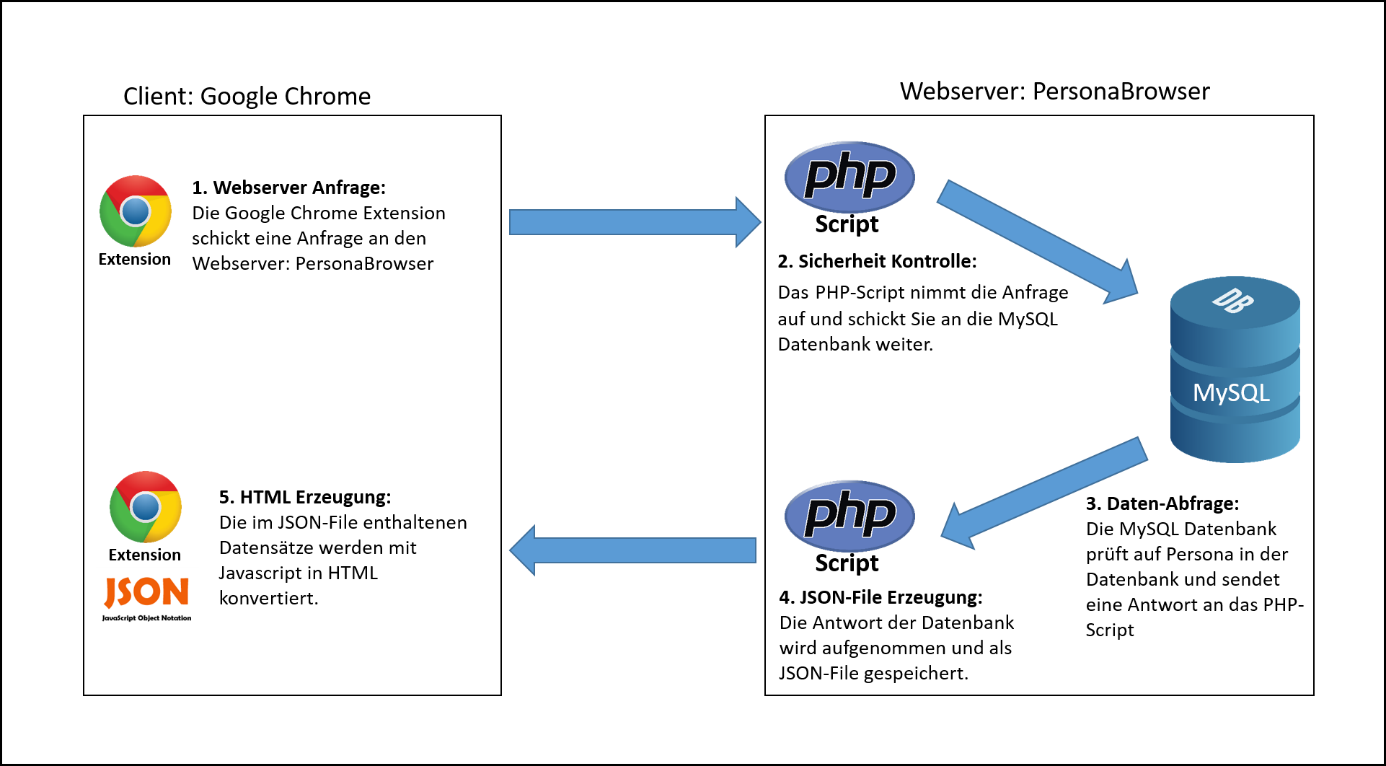 Client: Google Chrome
Webserver: PersonaBrowser
Extension
1. Webserver Anfrage:
Die Google Chrome Extension
schickt eine Anfrage an den
Webserver: PersonaBrowser
php
Script
2. Sicherheit Kontrolle:
Das PHP-Script nimmt die Anfrage
auf und schickt Sie an die MySQL
Datenbank weiter.
DB
MySQL
3. Daten-Abfrage:
Die MySQL Datenbank
prüft auf Persona in der
Datenbank und sendet
eine Antwort an das PHP-
Script
php
Script
4. JSON-File Erzeugung:
Die Antwort der Datenbank
wird aufgenommen und als
JSON-File gespeichert.
Extension
JSON
JavaScript Object Notation
5. HTML Erzeugung:
Die im JSON-File enthaltenen
Datensätze werden mit
Javascript in HTML
konvertiert.